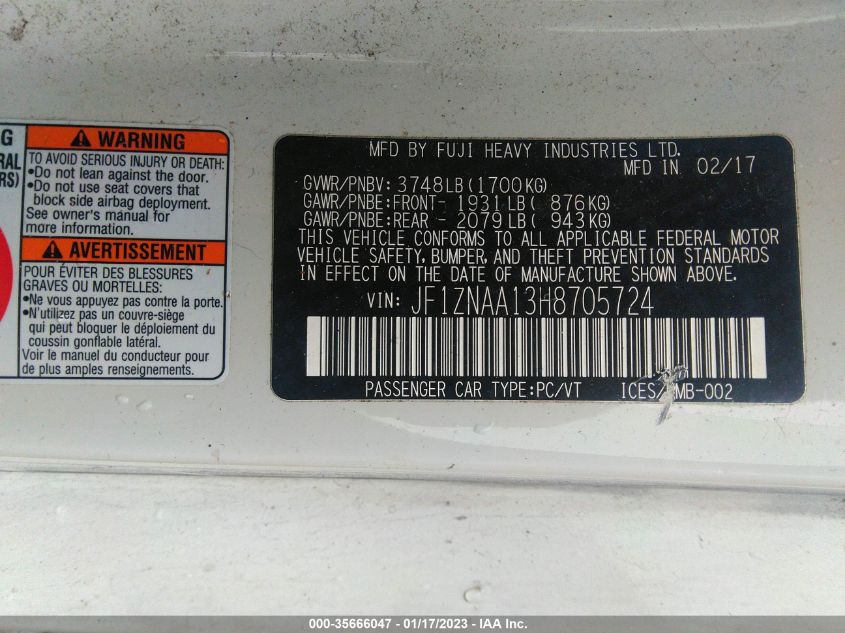 G
RAL
RS)
WARNING
TO AVOID SERIOUS INJURY OR DEATH:
•Do not lean against the door.
•Do not use seat covers that
block side airbag deployment.
See owner's manual for
more information.
AVERTISSEMENT
POUR ÉVITER DES BLESSURES
GRAVES OU MORTELLES:
•Ne vous appuyez pas contre la porte.
•N'utilizes pas un couvre-siège
qui peut bloquer le déploiement du
coussin gonflable latéral.
Voir le manuel du conducteur pour
de plus amples renseignements.
MFD BY FUJI HEAVY INDUSTRIES LTD.
MFD IN 02/17
GVWR/PNBV: 3748LB(1700KG)
GAWR/PNBE:FRONT- 1931LB( 876KG)
GAWR/PNBE:REAR - 2079LB( 943KG)
THIS VEHICLE CONFORMS TO ALL APPLICABLE FEDERAL MOTOR
VEHICLE SAFETY, BUMPER, AND THEFT PREVENTION STANDARDS
IN EFFECT ON THE DATE OF MANUFACTURE SHOWN ABOVE.
VIN: JF1ZNAA13H8705724
PASSENGER CAR TYPE:PC/VT ICES/ MB-002
000-35666047 - 01/17/2023 - IAA Inc.